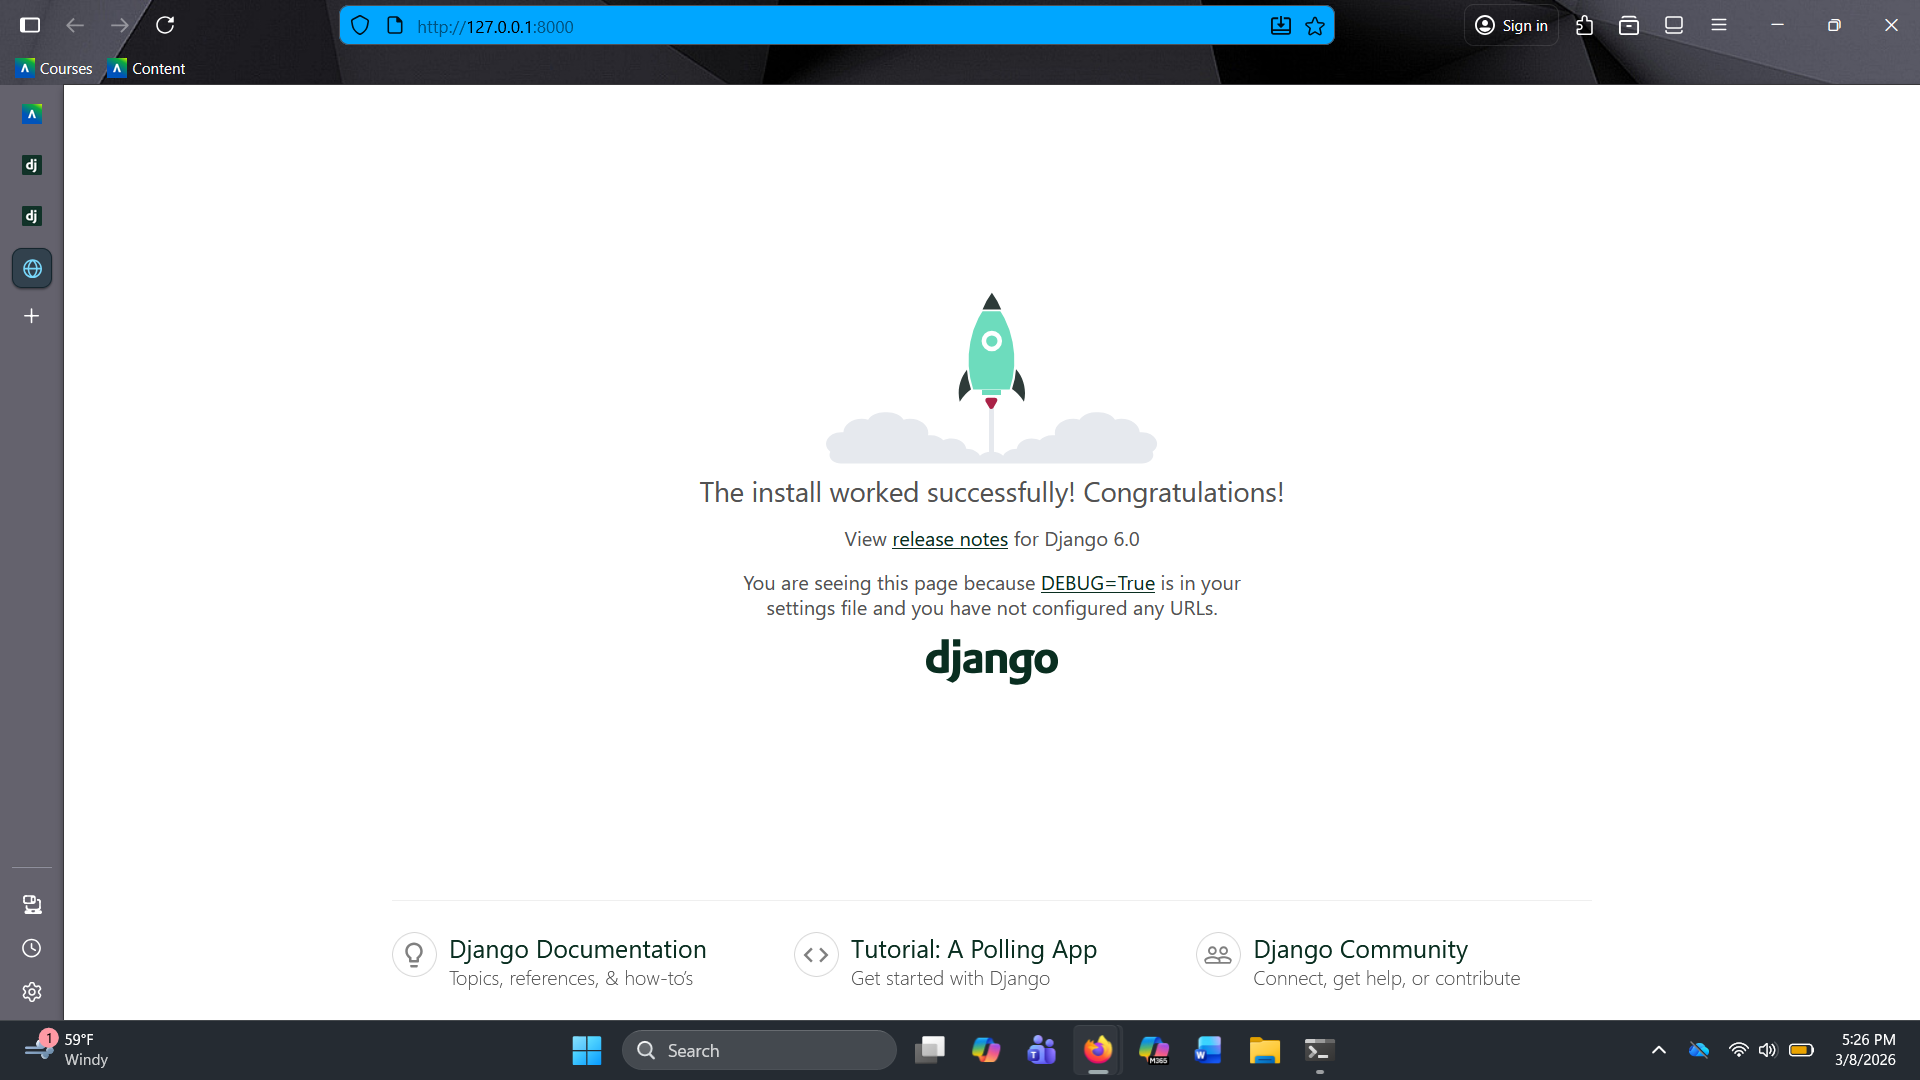 http://127.0.0.1:8000
Sign in
Courses
Content
dj
dj
The install worked successfully! Congratulations!
View release notes for Django 6.0
You are seeing this page because DEBUG=True is in your
settings file and you have not configured any URLs.
django
Django Documentation
Topics, references, & how-to’s
Tutorial: A Polling App
Get started with Django
Django Community
Connect, get help, or contribute
1
59°F
Windy
Search
T
M365
W
5:26 PM
3/8/2026